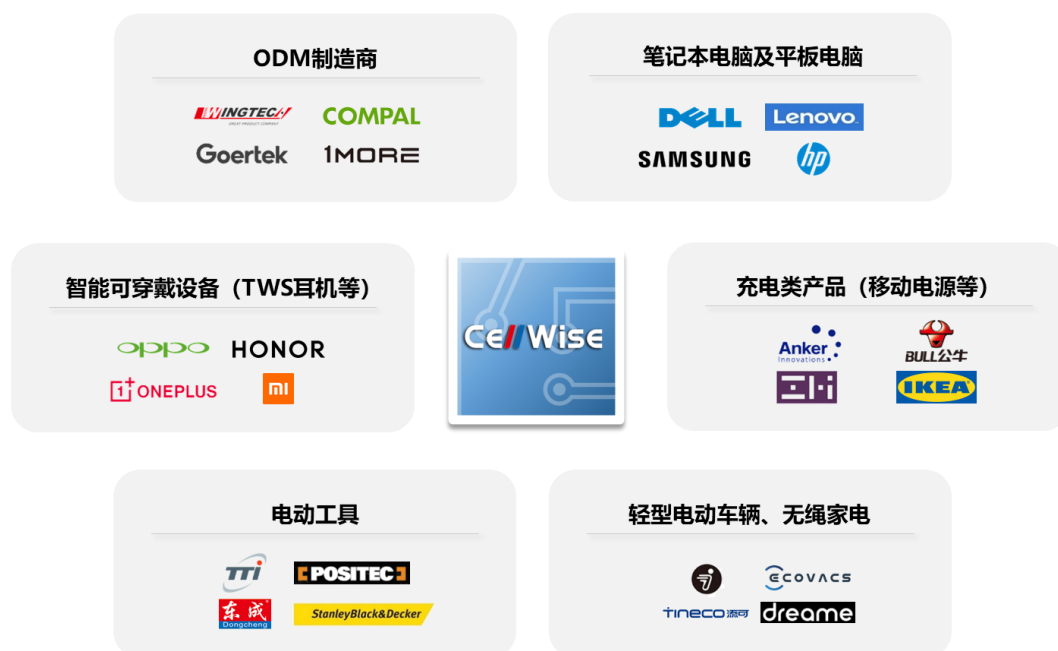 ODM制造商
WINGTECH
COMPAL
Goertek
1MORE
笔记本电脑及平板电脑
DELL
Lenovo
SAMSUNG
hp
智能可穿戴设备（TWS耳机等）
oppo
HONOR
1+ ONEPLUS
mi
CellWise
充电类产品（移动电源等）
Anker
Innovations
BULL公牛
IKEA
电动工具
TTi
POSITEC
东成
Dongcheng
StanleyBlack&Decker
轻型电动车辆、无绳家电
ECOVACS
TINECO添可
dreame